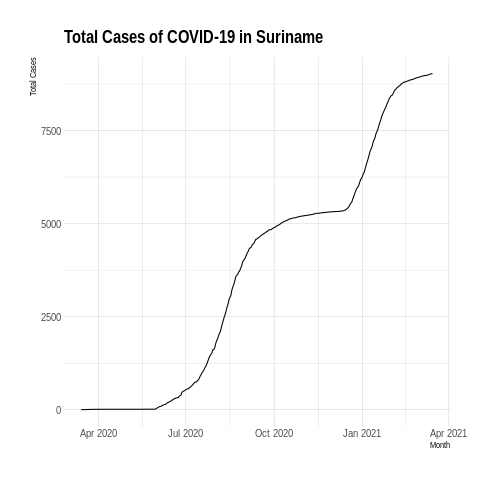 Total Cases of COVID-19 in Suriname
Total Cases
7500
5000
2500
0
Apr 2020 Jul 2020 Oct 2020 Jan 2021 Apr 2021
Month